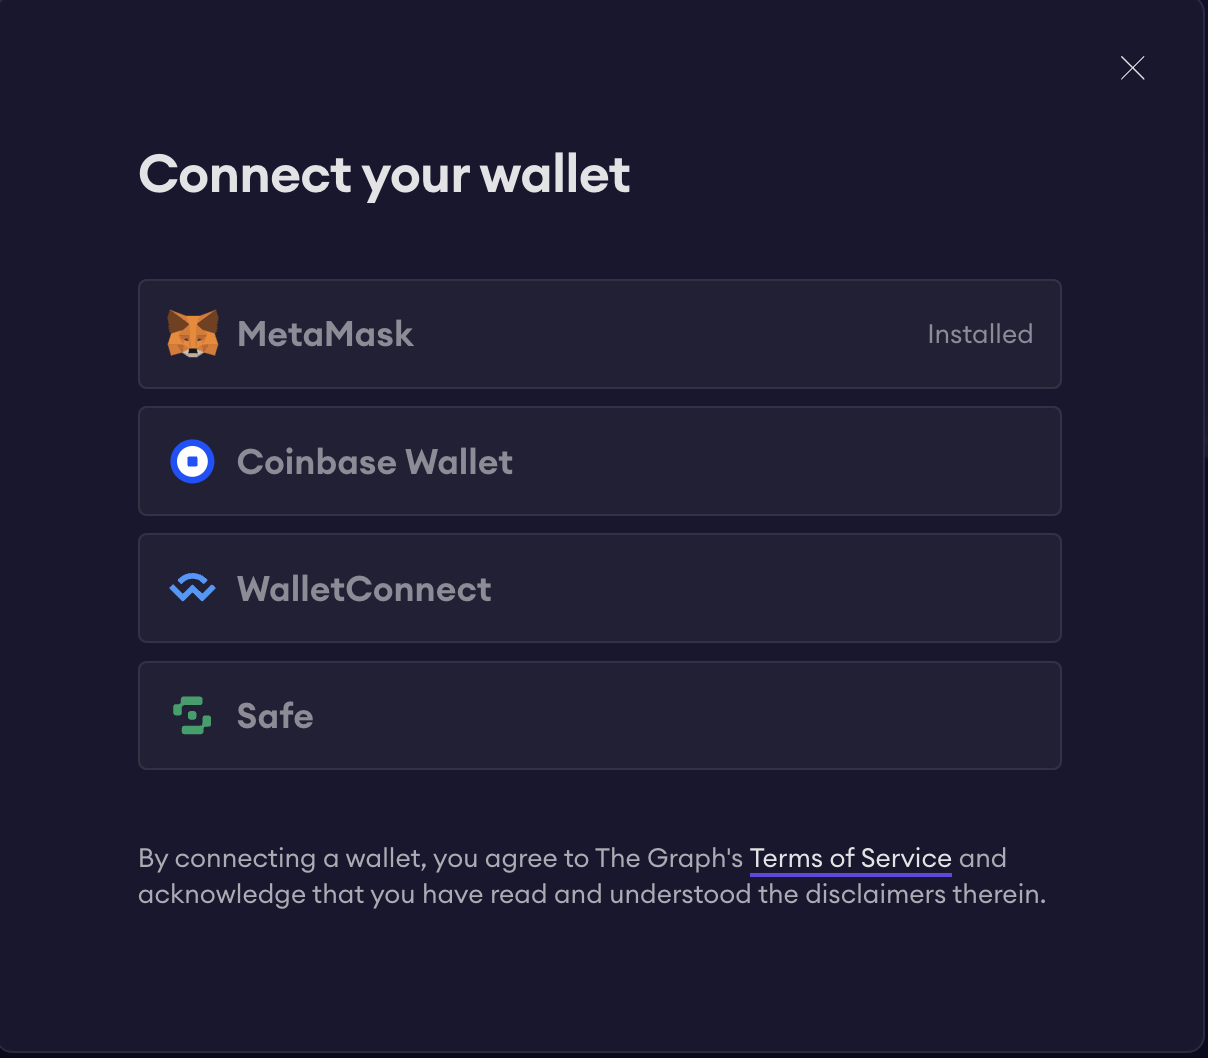 Connect your wallet
MetaMask
Installed
Coinbase Wallet
WalletConnect
Safe
By connecting a wallet, you agree to The Graph's Terms of Service and
acknowledge that you have read and understood the disclaimers therein.